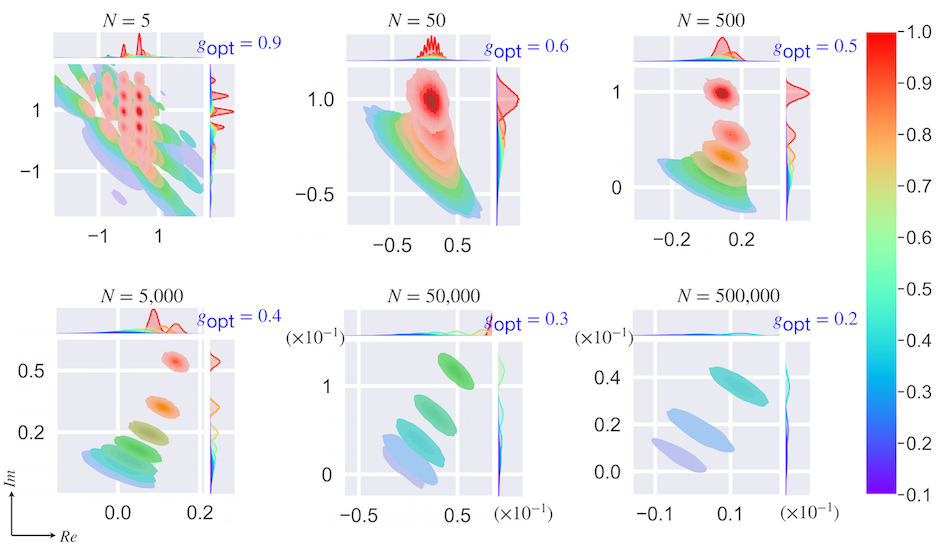 N = 5
g_opt = 0.9
1
−1
−1
1
N = 50
g_opt = 0.6
1.0
−0.5
−0.5
0.5
N = 500
g_opt = 0.5
1
0
−0.2
0.2
N = 5,000
g_opt = 0.4
0.5
0.2
0.0
0.2
N = 50,000
g_opt = 0.3
(×10⁻¹)
1
0
−0.5
0.5
(×10⁻¹)
N = 500,000
g_opt = 0.2
(×10⁻¹)
0.4
0.2
0.0
−0.1
0.1
(×10⁻¹)
1.0
0.9
0.8
0.7
0.6
0.5
0.4
0.3
0.2
0.1
Im
Re